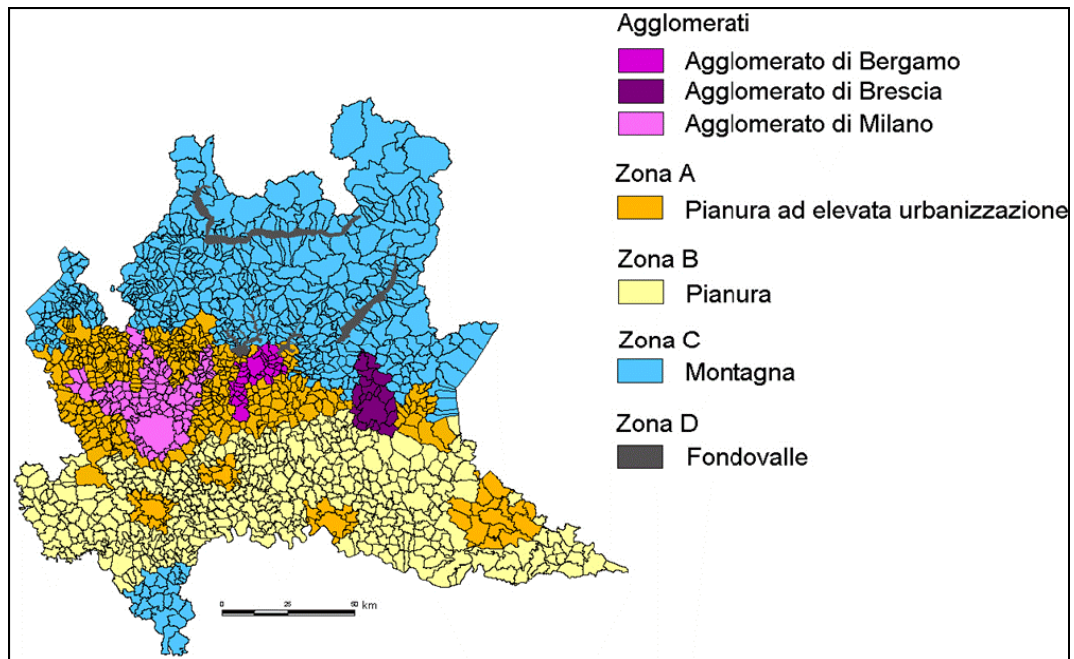 Agglomerati
Agglomerato di Bergamo
Agglomerato di Brescia
Agglomerato di Milano
Zona A
Pianura ad elevata urbanizzazione
Zona B
Pianura
Zona C
Montagna
Zona D
Fondovalle
0 25 50 km